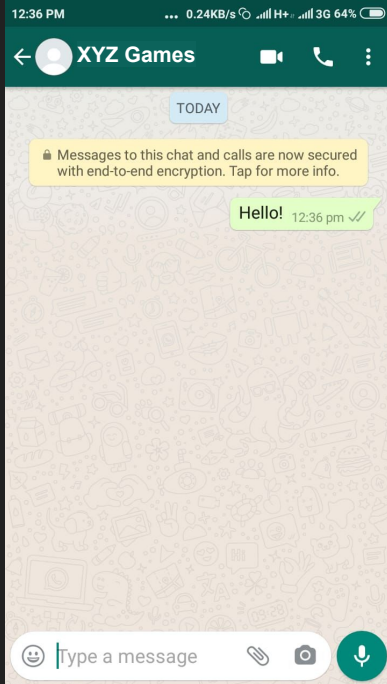 12:36 PM ... 0.24KB/s H+ 3G 64%
XYZ Games
TODAY
Messages to this chat and calls are now secured
with end-to-end encryption. Tap for more info.
Hello! 12:36 pm
Type a message